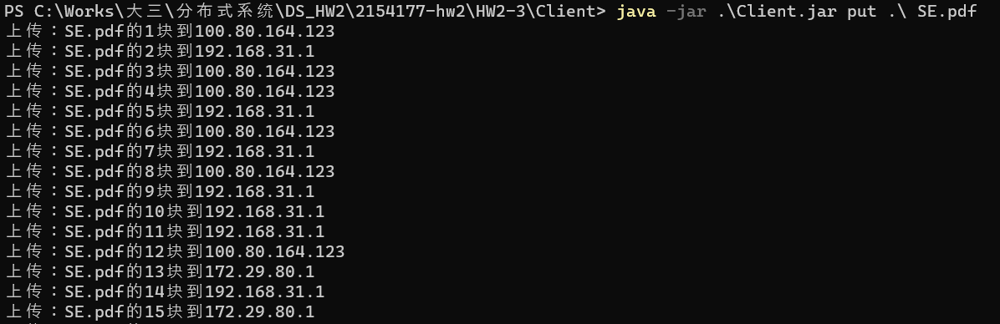 PS C:\Works\大三\分布式系统\DS_HW2\2154177-hw2\HW2-3\Client> java -jar .\Client.jar put .\ SE.pdf
上传：SE.pdf的1块到100.80.164.123
上传：SE.pdf的2块到192.168.31.1
上传：SE.pdf的3块到100.80.164.123
上传：SE.pdf的4块到100.80.164.123
上传：SE.pdf的5块到192.168.31.1
上传：SE.pdf的6块到100.80.164.123
上传：SE.pdf的7块到192.168.31.1
上传：SE.pdf的8块到100.80.164.123
上传：SE.pdf的9块到192.168.31.1
上传：SE.pdf的10块到192.168.31.1
上传：SE.pdf的11块到192.168.31.1
上传：SE.pdf的12块到100.80.164.123
上传：SE.pdf的13块到172.29.80.1
上传：SE.pdf的14块到192.168.31.1
上传：SE.pdf的15块到172.29.80.1